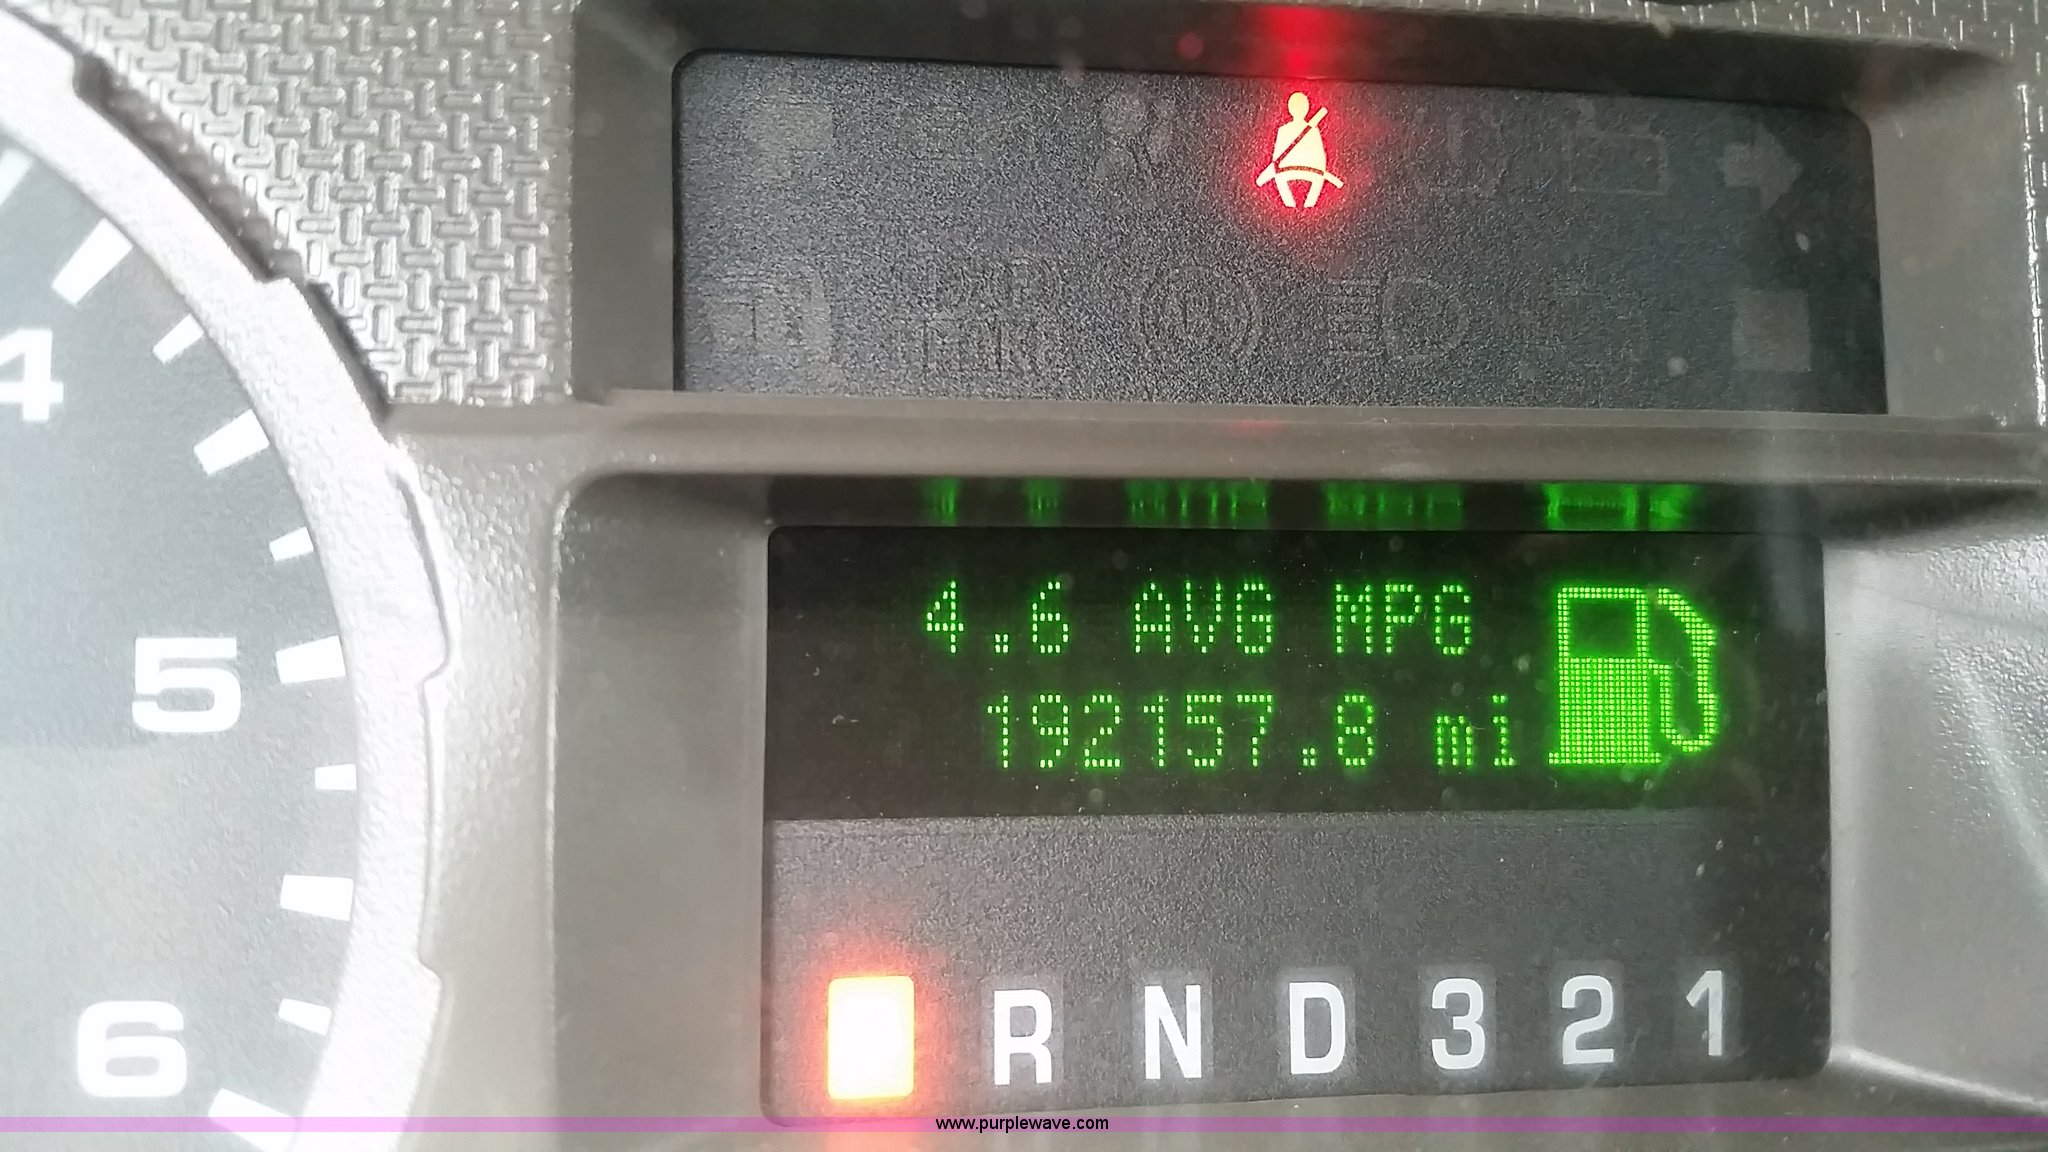 4
5
6
4.6 AVG MPG
192157.8 mi
R N D 3 2 1
www.purplewave.com